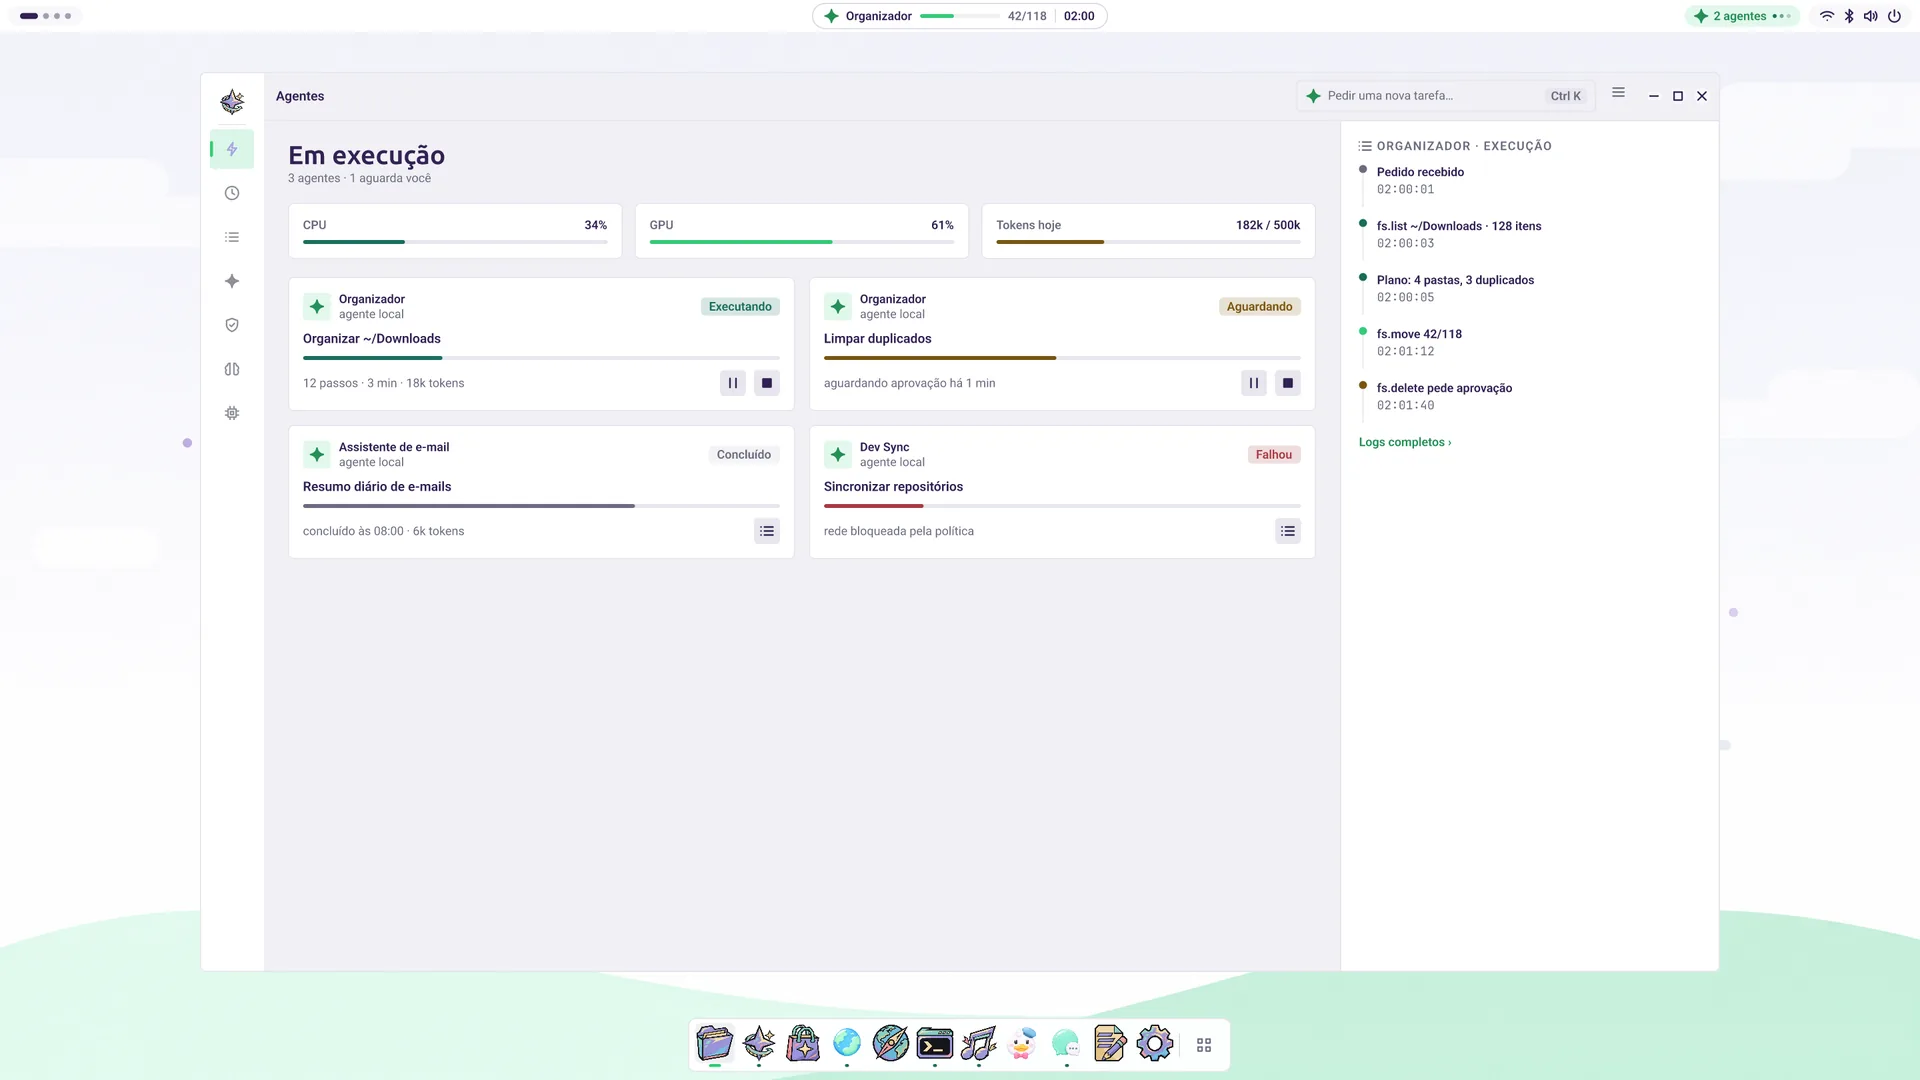 Organizador 42/118 02:00
2 agentes
Agentes
Pedir uma nova tarefa... Ctrl K
Em execução
3 agentes · 1 aguarda você
CPU 34%
GPU 61%
Tokens hoje 182k / 500k
Organizador
agente local
Executando
Organizar ~/Downloads
12 passos · 3 min · 18k tokens
Organizador
agente local
Aguardando
Limpar duplicados
aguardando aprovação há 1 min
Assistente de e-mail
agente local
Concluído
Resumo diário de e-mails
concluído às 08:00 · 6k tokens
Dev Sync
agente local
Falhou
Sincronizar repositórios
rede bloqueada pela política
ORGANIZADOR · EXECUÇÃO
Pedido recebido
02:00:01
fs.list ~/Downloads · 128 itens
02:00:03
Plano: 4 pastas, 3 duplicados
02:00:05
fs.move 42/118
02:01:12
fs.delete pede aprovação
02:01:40
Logs completos ›